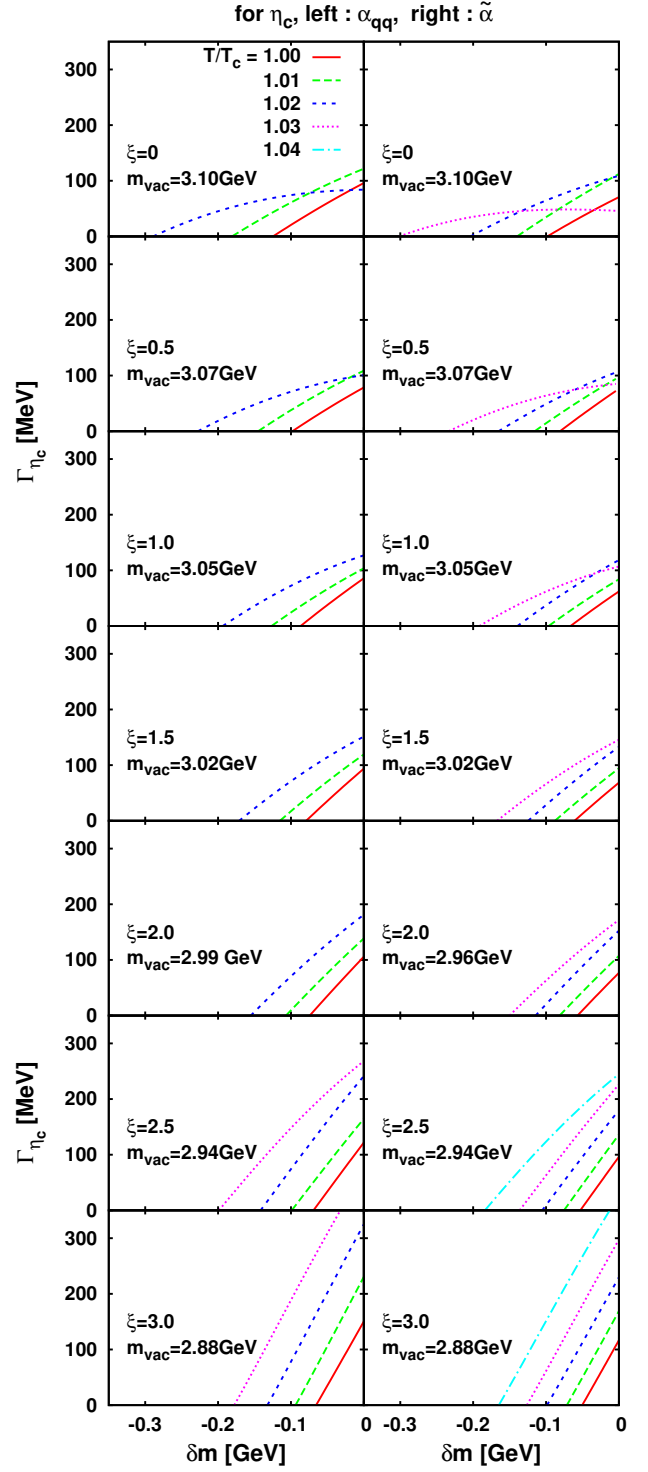 for η_c, left : α_qq, right : α̃
T/T_c = 1.00
1.01
1.02
1.03
1.04
300
200
100
0
ξ=0
m_vac=3.10GeV
ξ=0
m_vac=3.10GeV
300
200
100
0
ξ=0.5
m_vac=3.07GeV
ξ=0.5
m_vac=3.07GeV
Γ_η_c [MeV]
300
200
100
0
ξ=1.0
m_vac=3.05GeV
ξ=1.0
m_vac=3.05GeV
300
200
100
0
ξ=1.5
m_vac=3.02GeV
ξ=1.5
m_vac=3.02GeV
300
200
100
0
ξ=2.0
m_vac=2.99 GeV
ξ=2.0
m_vac=2.96GeV
Γ_η_c [MeV]
300
200
100
0
ξ=2.5
m_vac=2.94GeV
ξ=2.5
m_vac=2.94GeV
300
200
100
0
ξ=3.0
m_vac=2.88GeV
ξ=3.0
m_vac=2.88GeV
-0.3 -0.2 -0.1 0 -0.3 -0.2 -0.1 0
δm [GeV] δm [GeV]